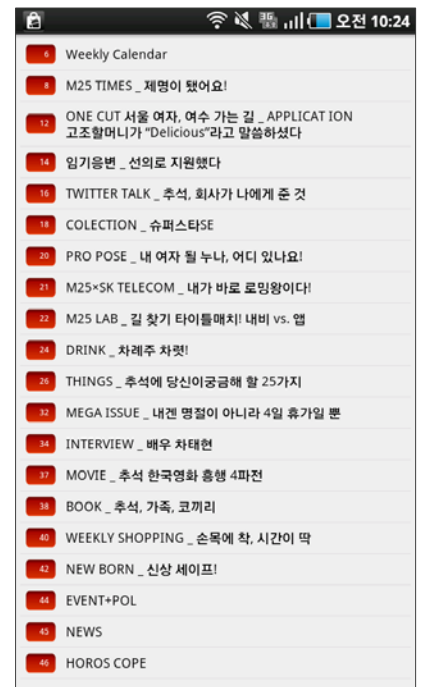 오전 10:24
6 Weekly Calendar
8 M25 TIMES _ 제명이 됐어요!
12 ONE CUT 서울 여자, 여수 가는 길 _ APPLICAT ION
고조할머니가 “Delicious”라고 말씀하셨다
14 임기응변 _ 선의로 지원했다
16 TWITTER TALK _ 추석, 회사가 나에게 준 것
18 COLECTION _ 슈퍼스타SE
20 PRO POSE _ 내 여자 될 누나, 어디 있나요!
21 M25×SK TELECOM _ 내가 바로 로밍왕이다!
22 M25 LAB _ 길 찾기 타이틀매치! 내비 vs. 앱
24 DRINK _ 차례주 차렷!
26 THINGS _ 추석에 당신이궁금해 할 25가지
32 MEGA ISSUE _ 내겐 명절이 아니라 4일 휴가일 뿐
34 INTERVIEW _ 배우 차태현
37 MOVIE _ 추석 한국영화 흥행 4파전
38 BOOK _ 추석, 가족, 코끼리
40 WEEKLY SHOPPING _ 손목에 착, 시간이 딱
42 NEW BORN _ 신상 세이프!
44 EVENT+POL
45 NEWS
46 HOROS COPE